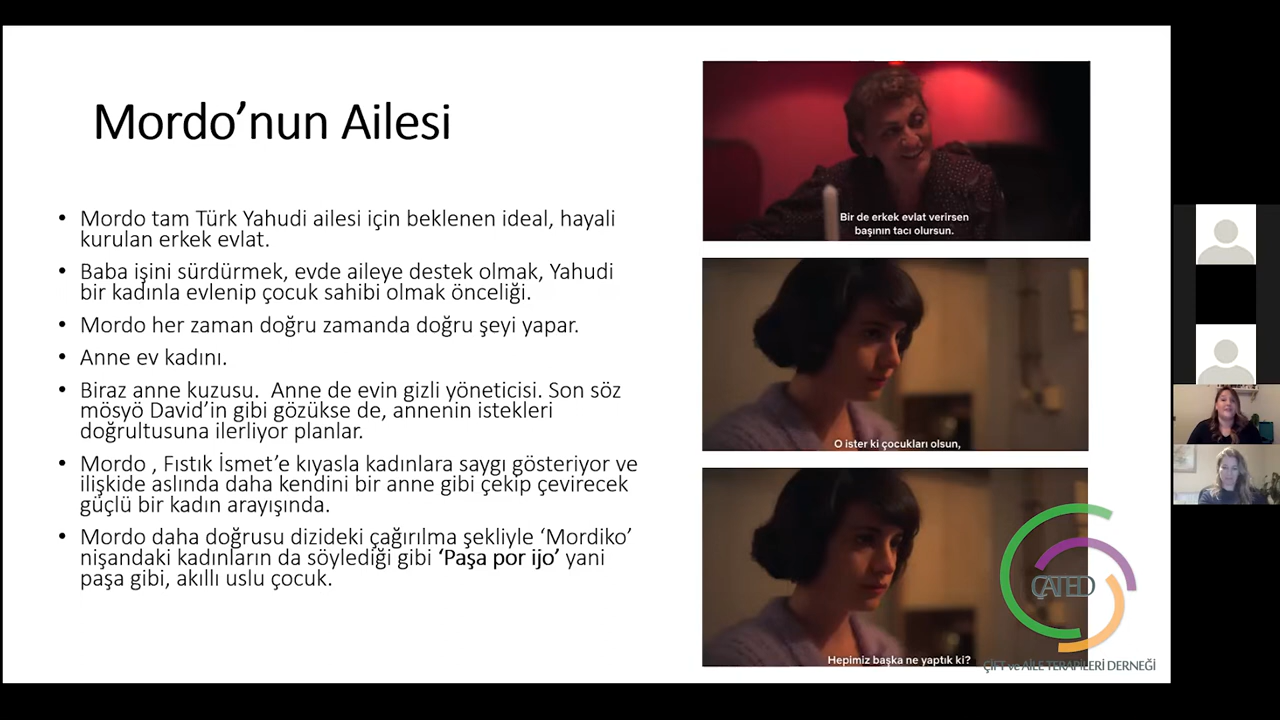 Mordo’nun Ailesi
• Mordo tam Türk Yahudi ailesi için beklenen ideal, hayali
kurulan erkek evlat.
• Baba işini sürdürmek, evde aileye destek olmak, Yahudi
bir kadınla evlenip çocuk sahibi olmak önceliği.
• Mordo her zaman doğru zamanda doğru şeyi yapar.
• Anne ev kadını.
• Biraz anne kuzusu. Anne de evin gizli yöneticisi. Son söz
mösyö David’in gibi gözükse de, annenin istekleri
doğrultusuna ilerliyor planlar.
• Mordo , Fıstık İsmet’e kıyasla kadınlara saygı gösteriyor ve
ilişkide aslında daha kendini bir anne gibi çekip çevirecek
güçlü bir kadın arayışında.
• Mordo daha doğrusu dizideki çağırılma şekliyle ‘Mordiko’
nişandaki kadınların da söylediği gibi ‘Paşa por ijo’ yani
paşa gibi, akıllı uslu çocuk.
Bir de erkek evlat verirsen
başının tacı olursun.
O ister ki çocukları olsun,
Hepimiz başka ne yaptık ki?
ÇATED
ÇİFT ve AİLE TERAPİLERİ DERNEĞİ